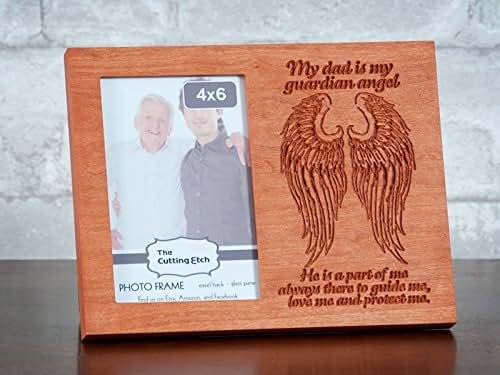 4x6
The
Cutting Etch
PHOTO FRAME
easel back - glass pane
find us on Etsy, Amazon, and facebook
My dad is my
guardian angel
He is a part of me
always there to guide me,
love me and protect me.